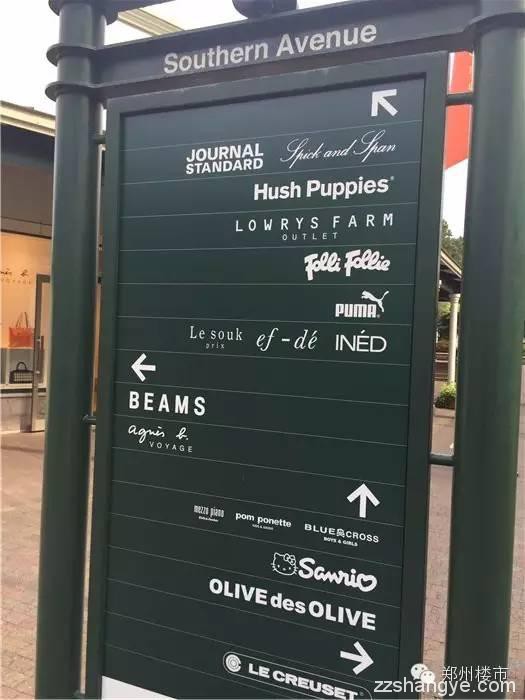 Southern Avenue
JOURNAL STANDARD Spick and Span
Hush Puppies®
LOWRYS FARM
OUTLET
Folli Follie
PUMA
Le souk ef-dé INÉD
prix
BEAMS
agnès b.
VOYAGE
mezzo piano pom ponette BLUE CROSS
BOYS & GIRLS
Sanrio
OLIVE des OLIVE
LE CREUSET
agnès b.
VOYAGE
郑州楼市
zzshangye.com